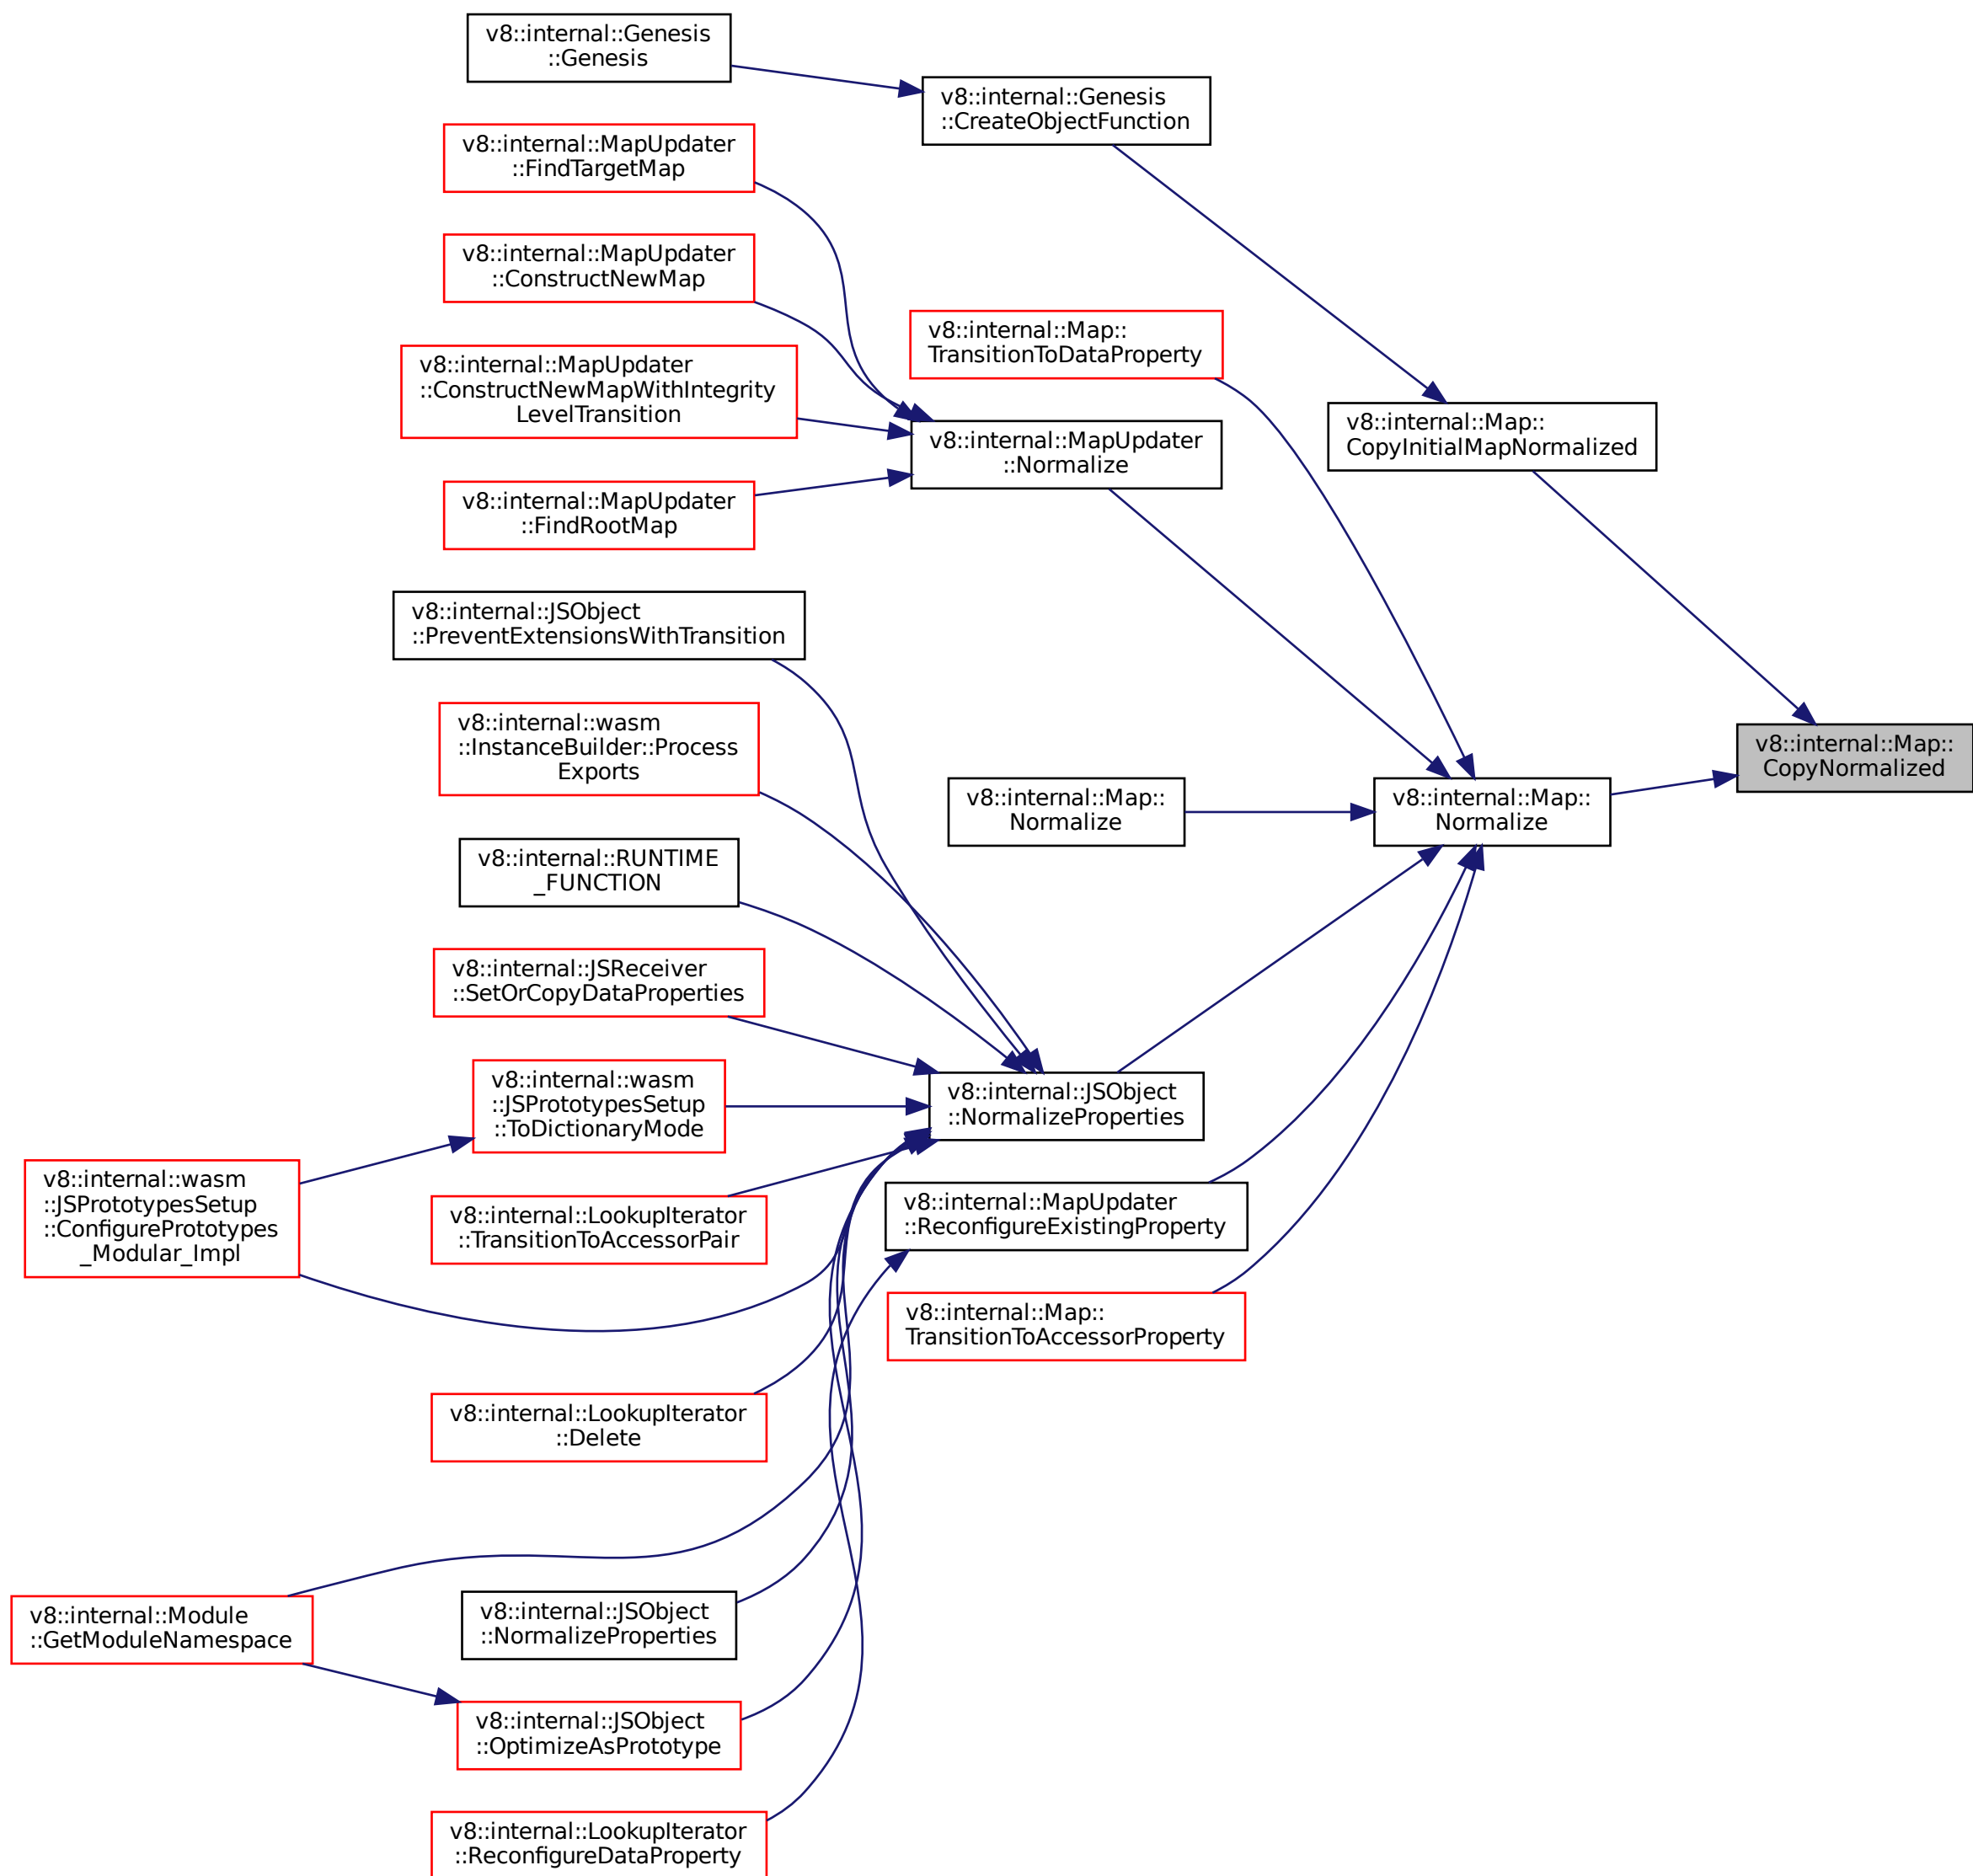 v8::internal::Genesis
::Genesis
v8::internal::Genesis
::CreateObjectFunction
v8::internal::MapUpdater
::FindTargetMap
v8::internal::MapUpdater
::ConstructNewMap
v8::internal::Map::
TransitionToDataProperty
v8::internal::MapUpdater
::ConstructNewMapWithIntegrity
LevelTransition
v8::internal::Map::
CopyInitialMapNormalized
v8::internal::MapUpdater
::Normalize
v8::internal::MapUpdater
::FindRootMap
v8::internal::JSObject
::PreventExtensionsWithTransition
v8::internal::wasm
::InstanceBuilder::Process
Exports
v8::internal::Map::
CopyNormalized
v8::internal::Map::
Normalize
v8::internal::Map::
Normalize
v8::internal::RUNTIME
_FUNCTION
v8::internal::JSReceiver
::SetOrCopyDataProperties
v8::internal::wasm
::JSPrototypesSetup
::ToDictionaryMode
v8::internal::JSObject
::NormalizeProperties
v8::internal::wasm
::JSPrototypesSetup
::ConfigurePrototypes
_Modular_Impl
v8::internal::LookupIterator
::TransitionToAccessorPair
v8::internal::MapUpdater
::ReconfigureExistingProperty
v8::internal::Map::
TransitionToAccessorProperty
v8::internal::LookupIterator
::Delete
v8::internal::Module
::GetModuleNamespace
v8::internal::JSObject
::NormalizeProperties
v8::internal::JSObject
::OptimizeAsPrototype
v8::internal::LookupIterator
::ReconfigureDataProperty